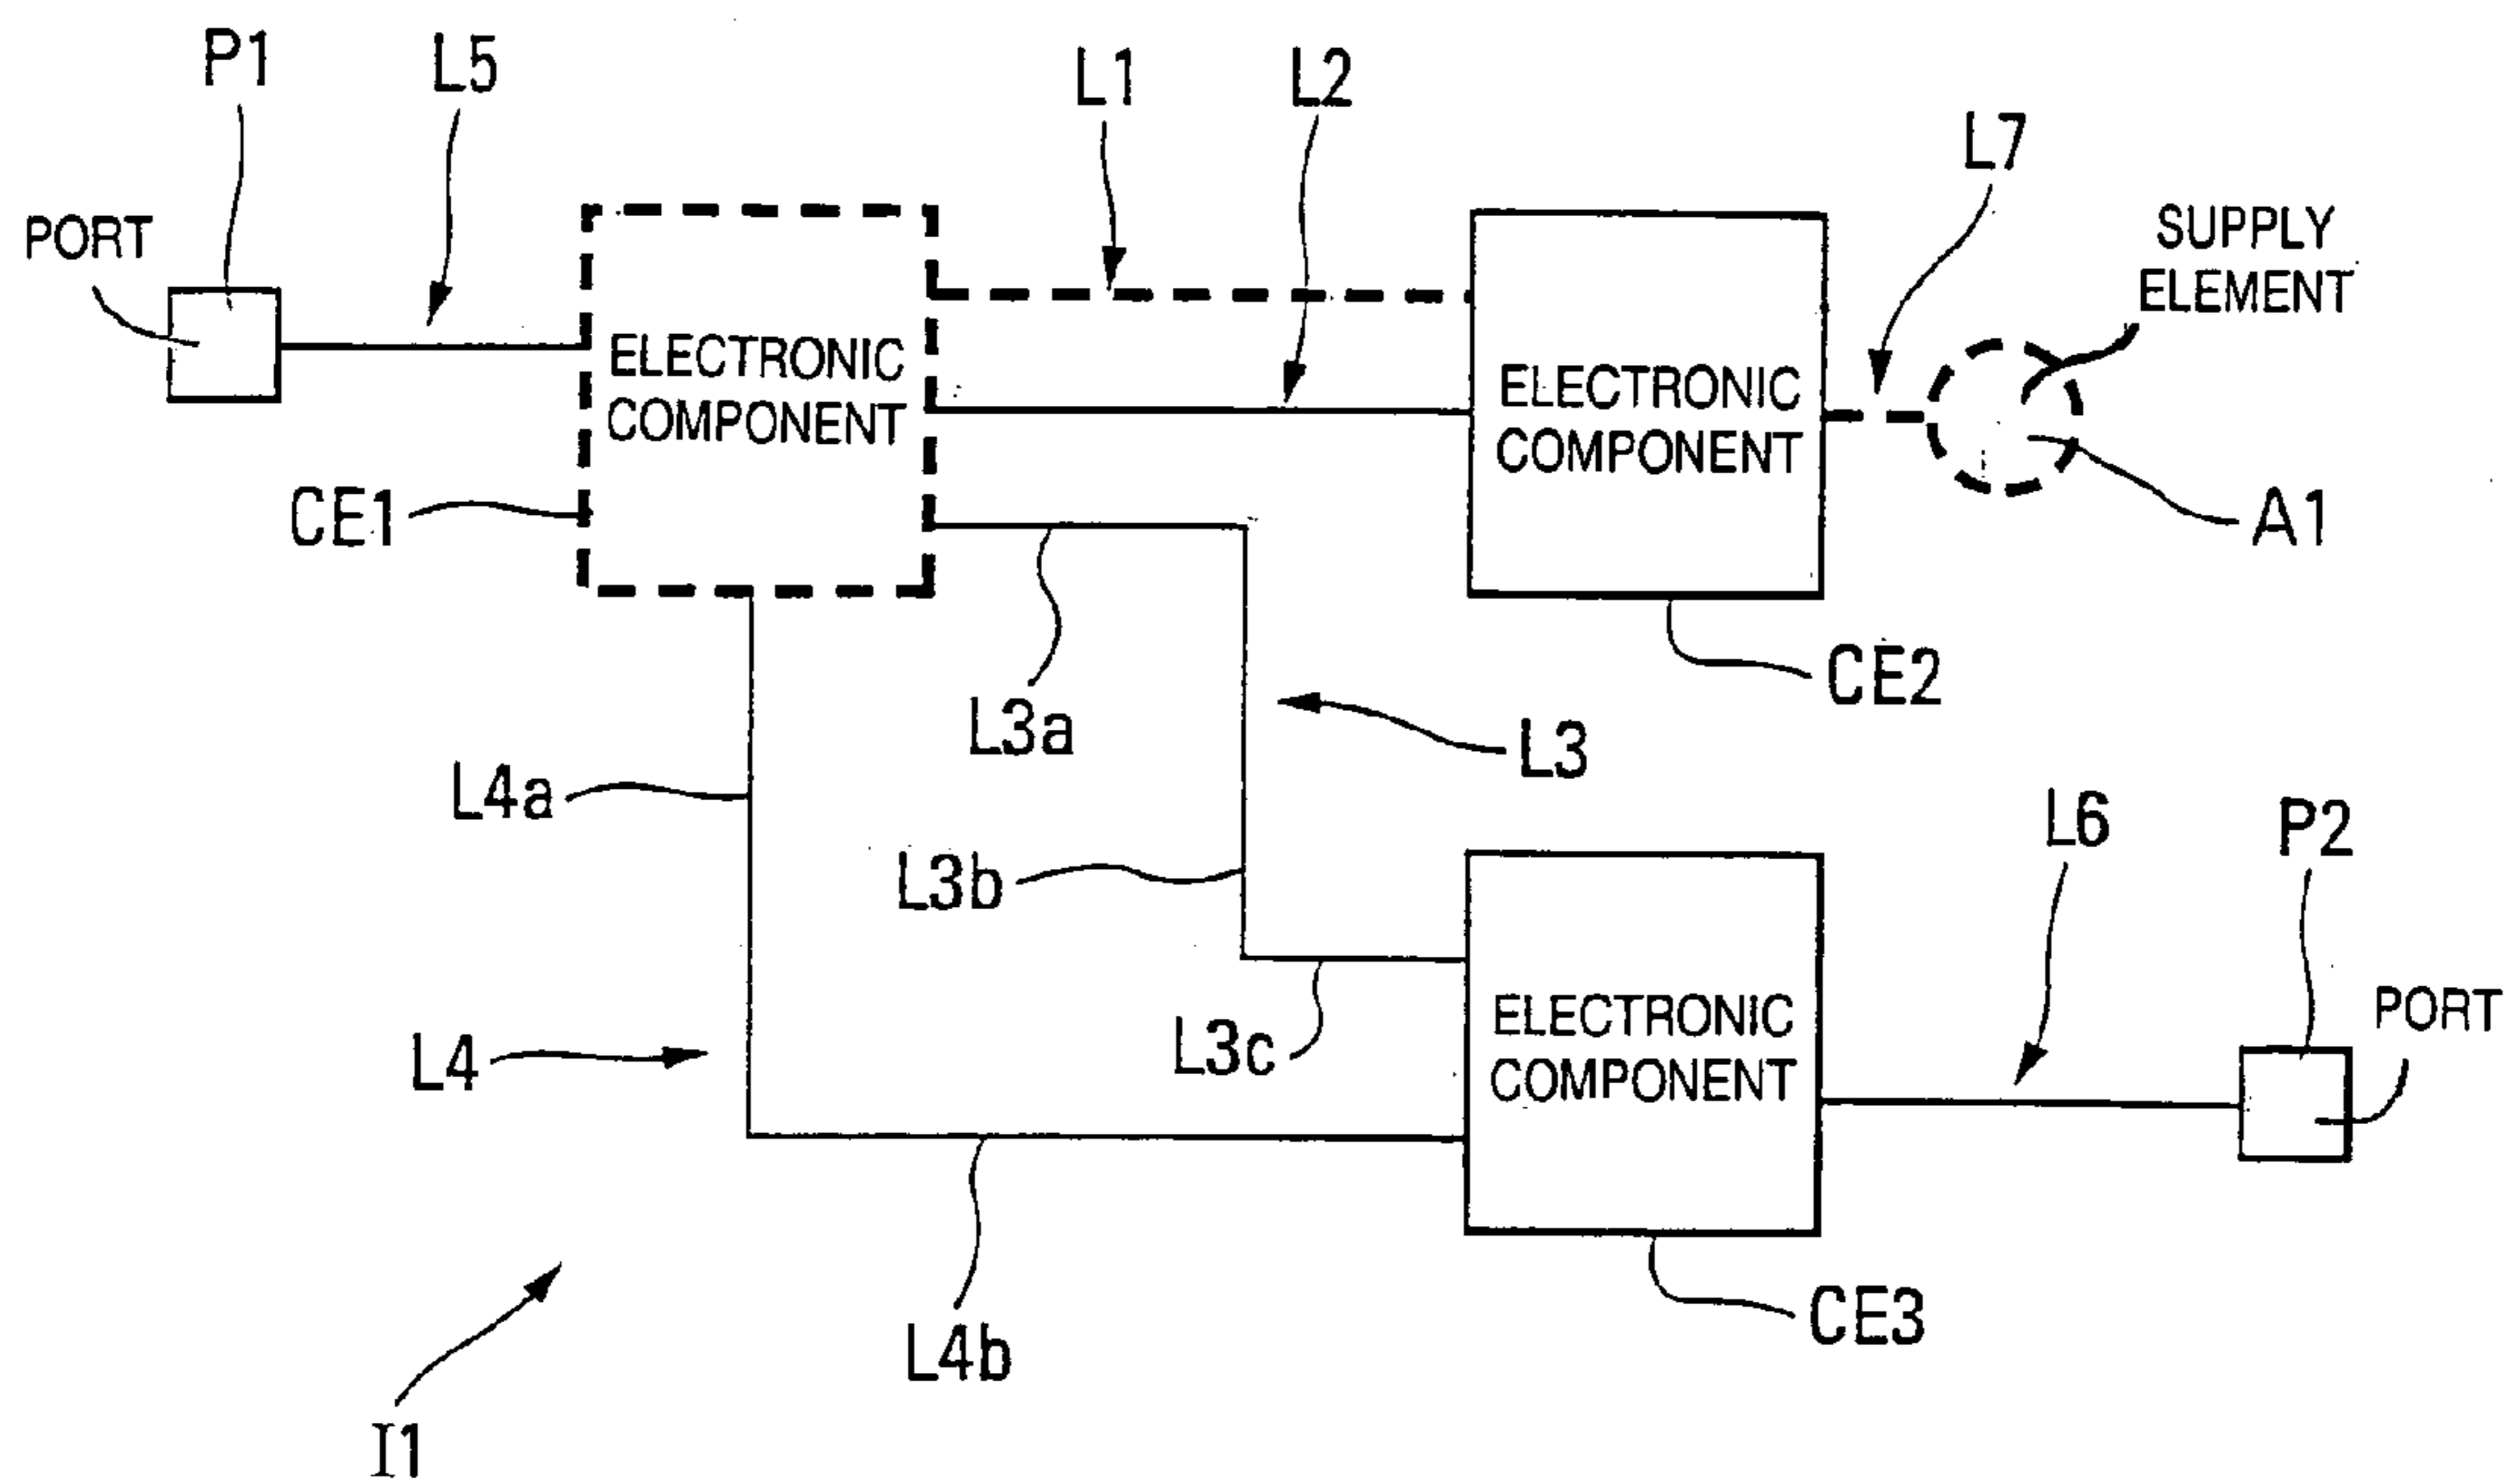 P1
L5
L1
L2
L7
PORT
SUPPLY
ELEMENT
ELECTRONIC
COMPONENT
ELECTRONIC
COMPONENT
CE1
A1
L3a
CE2
L3
L4a
L3b
L6
P2
L4
L3c
ELECTRONIC
COMPONENT
PORT
L4b
CE3
I1